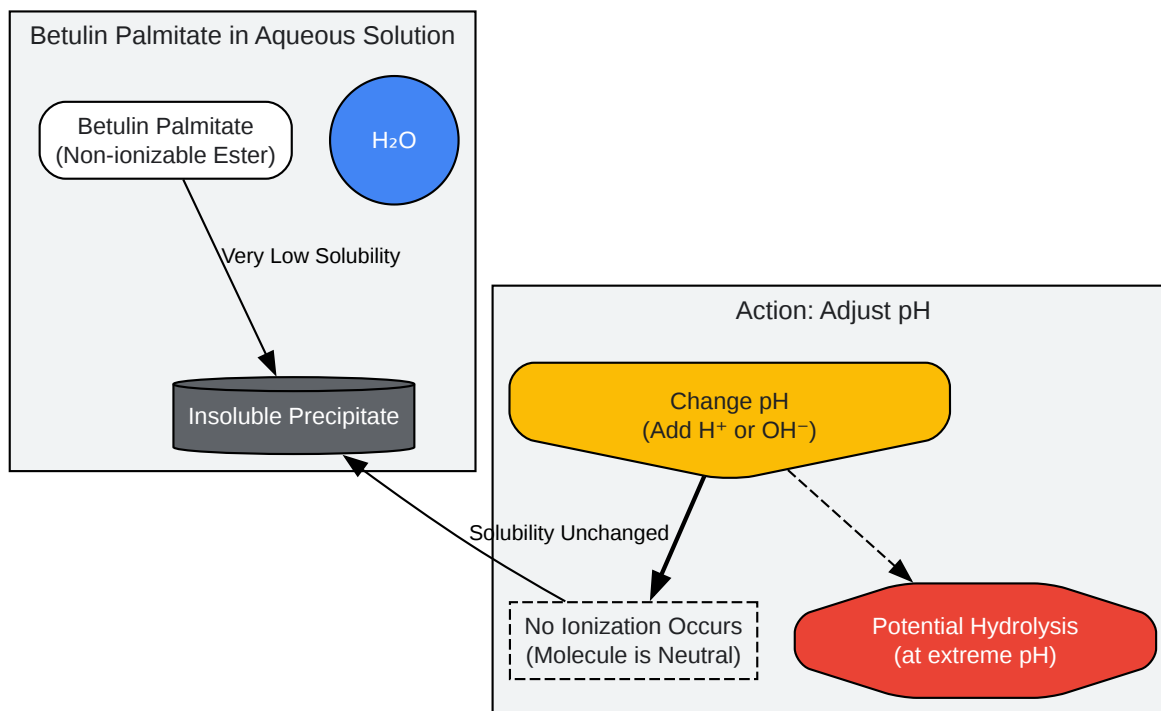 Betulin Palmitate in Aqueous Solution
Betulin Palmitate
(Non-ionizable Ester)
H₂O
Very Low Solubility
Insoluble Precipitate
Action: Adjust pH
Change pH
(Add H⁺ or OH⁻)
Solubility Unchanged
No Ionization Occurs
(Molecule is Neutral)
Potential Hydrolysis
(at extreme pH)